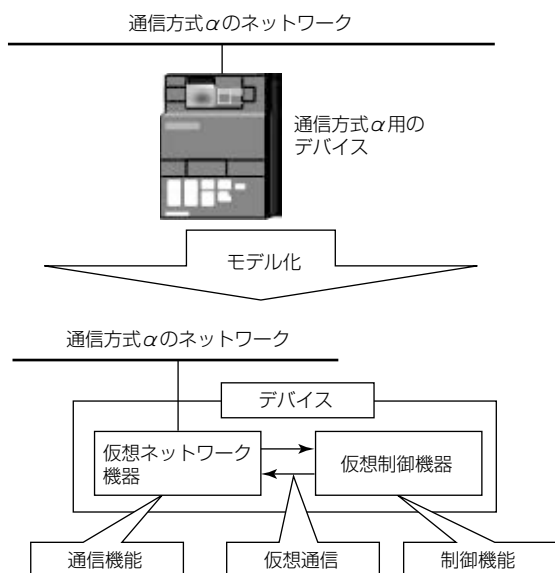 通信方式αのネットワーク
通信方式α用の
デバイス
モデル化
通信方式αのネットワーク
デバイス
仮想ネットワーク
機器
仮想制御機器
通信機能
仮想通信
制御機能